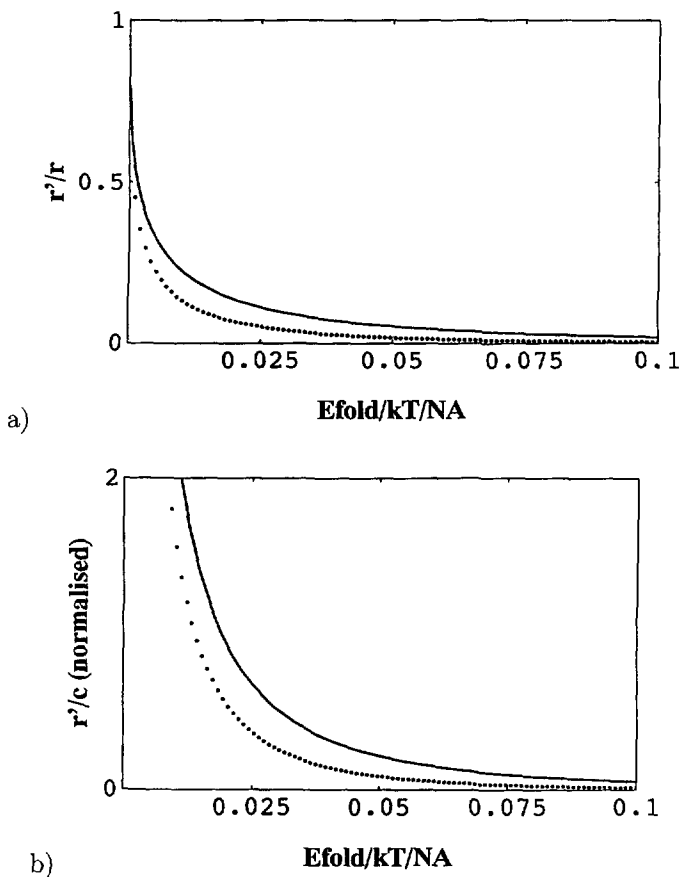 1
r’/r
0.5
0
0.025 0.05 0.075 0.1
Efold/kT/NA
a)
2
r’/c (normalised)
0
0.025 0.05 0.075 0.1
Efold/kT/NA
b)